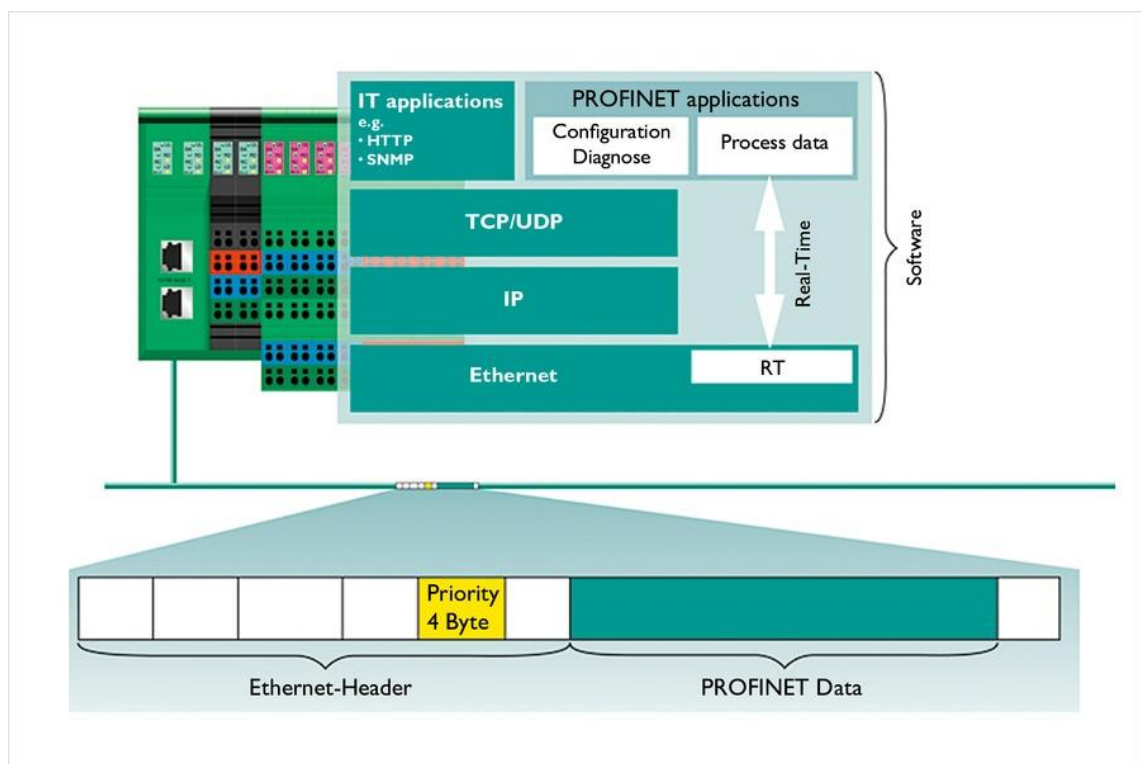 IT applications
e.g.
• HTTP
• SNMP
PROFINET applications
Configuration
Diagnose
Process data
TCP/UDP
IP
Real-Time
Ethernet
RT
Software
Priority
4 Byte
Ethernet-Header
PROFINET Data